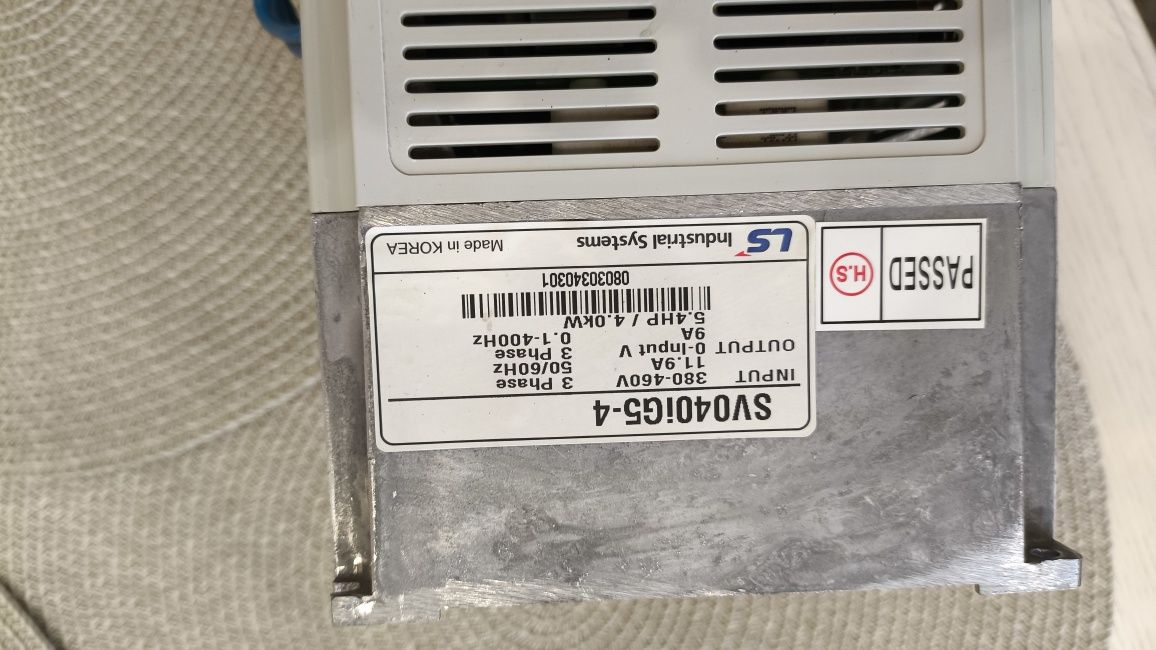 SV040iG5-4
INPUT 380-460V 3 Phase
11.9A 50/60Hz
OUTPUT 0-Input V 3 Phase
9A 0.1-400Hz
5.4HP / 4.0kW
08030340301
LS Industrial Systems Made in KOREA
PASSED H.S